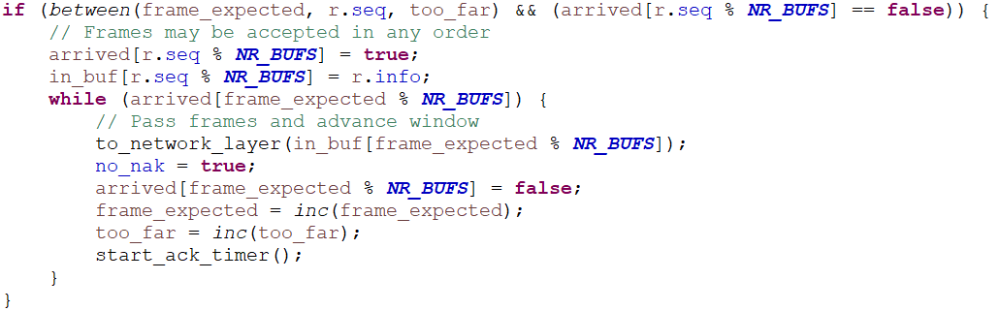 if (between(frame_expected, r.seq, too_far) && (arrived[r.seq % NR_BUFS] == false)) {
    // Frames may be accepted in any order
    arrived[r.seq % NR_BUFS] = true;
    in_buf[r.seq % NR_BUFS] = r.info;
    while (arrived[frame_expected % NR_BUFS]) {
        // Pass frames and advance window
        to_network_layer(in_buf[frame_expected % NR_BUFS]);
        no_nak = true;
        arrived[frame_expected % NR_BUFS] = false;
        frame_expected = inc(frame_expected);
        too_far = inc(too_far);
        start_ack_timer();
    }
}